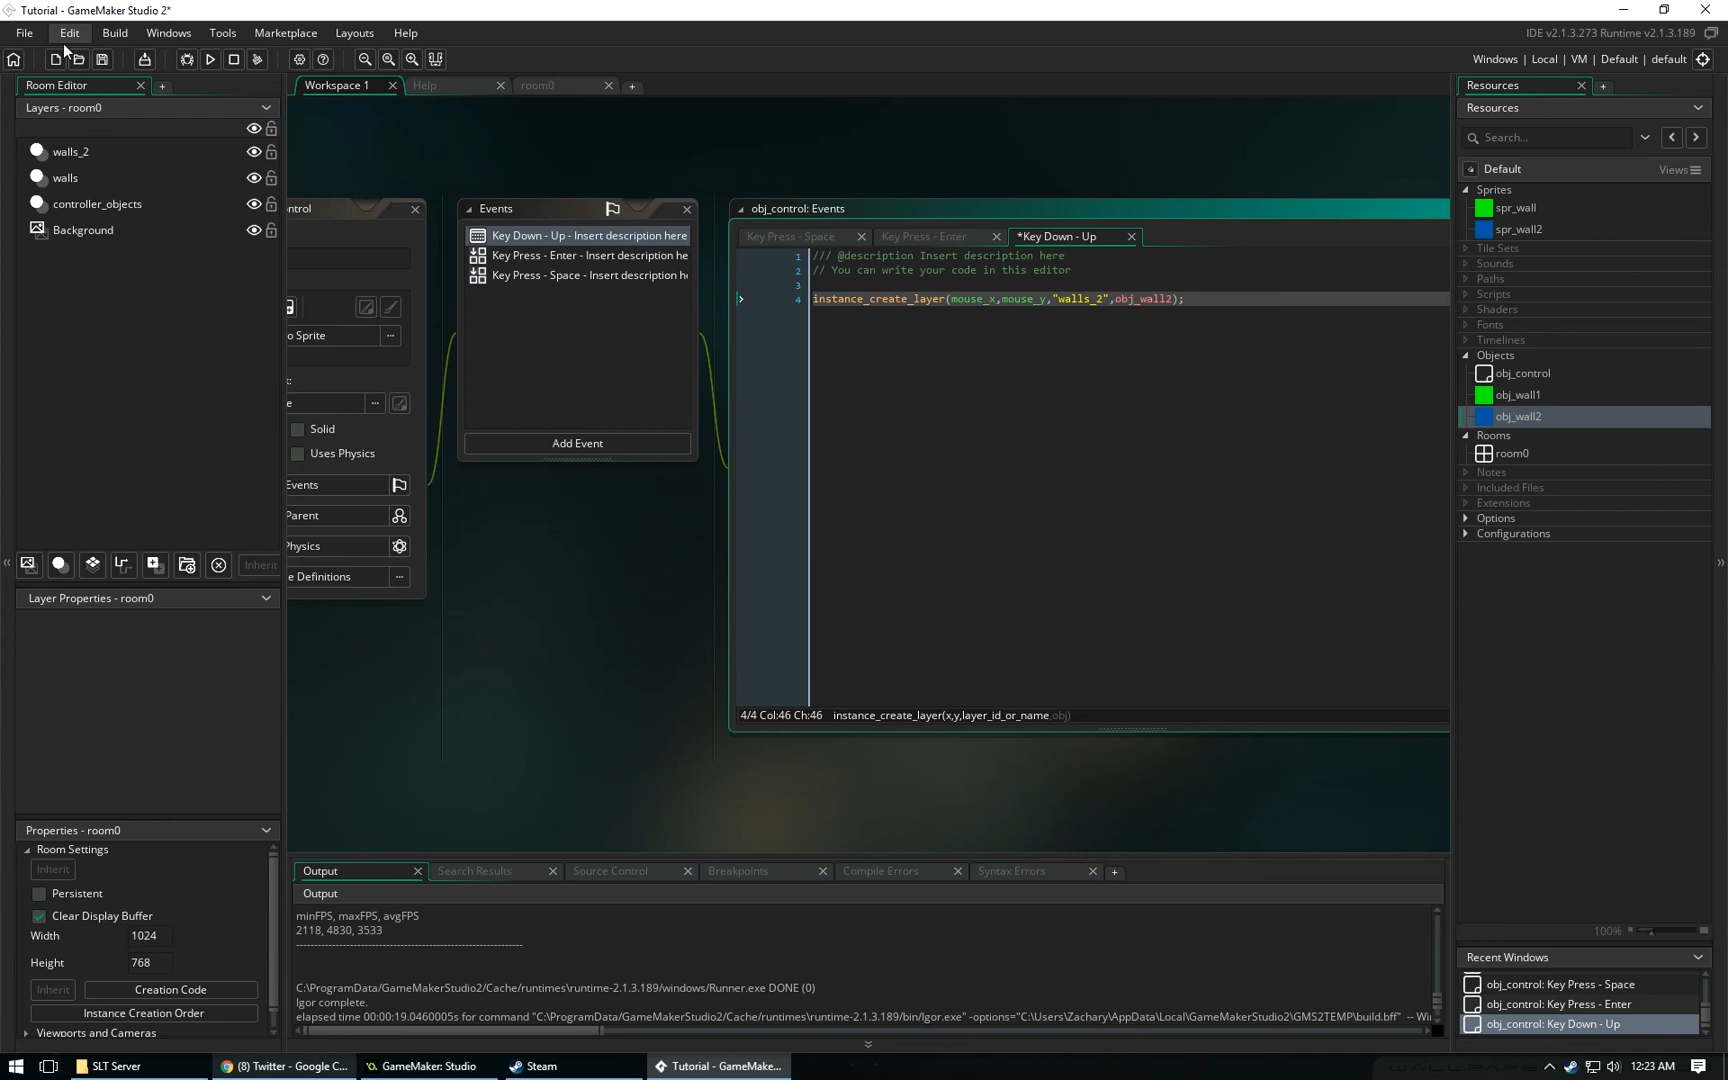 Tutorial - GameMaker Studio 2*
File Edit Build Windows Tools Marketplace Layouts Help
IDE v2.1.3.273 Runtime v2.1.3.189
Windows | Local | VM | Default | default
Room Editor
Layers - room0
walls_2
walls
controller_objects
Background
Inherit
Layer Properties - room0
Properties - room0
Room Settings
Inherit
Persistent
Clear Display Buffer
Width 1024
Height 768
Inherit Creation Code
Instance Creation Order
Viewports and Cameras
Workspace 1 Help room0
ontrol
o Sprite
k:
e
Solid
Uses Physics
Events
Parent
Physics
e Definitions
Events
Key Down - Up - Insert description here
Key Press - Enter - Insert description he
Key Press - Space - Insert description h
Add Event
obj_control: Events
Key Press - Space Key Press - Enter *Key Down - Up
1 /// @description Insert description here
2 // You can write your code in this editor
3
4 instance_create_layer(mouse_x,mouse_y,"walls_2",obj_wall2);
4/4 Col:46 Ch:46 instance_create_layer(x,y,layer_id_or_name,obj)
Output Search Results Source Control Breakpoints Compile Errors Syntax Errors
Output
minFPS, maxFPS, avgFPS
2118, 4830, 3533
C:\ProgramData/GameMakerStudio2/Cache/runtimes\runtime-2.1.3.189/windows/Runner.exe DONE (0)
Igor complete.
elapsed time 00:00:19.0460005s for command "C:\ProgramData/GameMakerStudio2/Cache/runtimes\runtime-2.1.3.189/bin/Igor.exe" -options="C:\Users\Zachary\AppData\Local\GameMakerStudio2\GMS2TEMP\build.bff" -- Wi
Resources
Resources
Search...
Default Views
Sprites
spr_wall
spr_wall2
Tile Sets
Sounds
Paths
Scripts
Shaders
Fonts
Timelines
Objects
obj_control
obj_wall1
obj_wall2
Rooms
room0
Notes
Included Files
Extensions
Options
Configurations
100%
Recent Windows
obj_control: Key Press - Space
obj_control: Key Press - Enter
obj_control: Key Down - Up
SLT Server (8) Twitter - Google C... GameMaker: Studio Steam Tutorial - GameMake... 12:23 AM